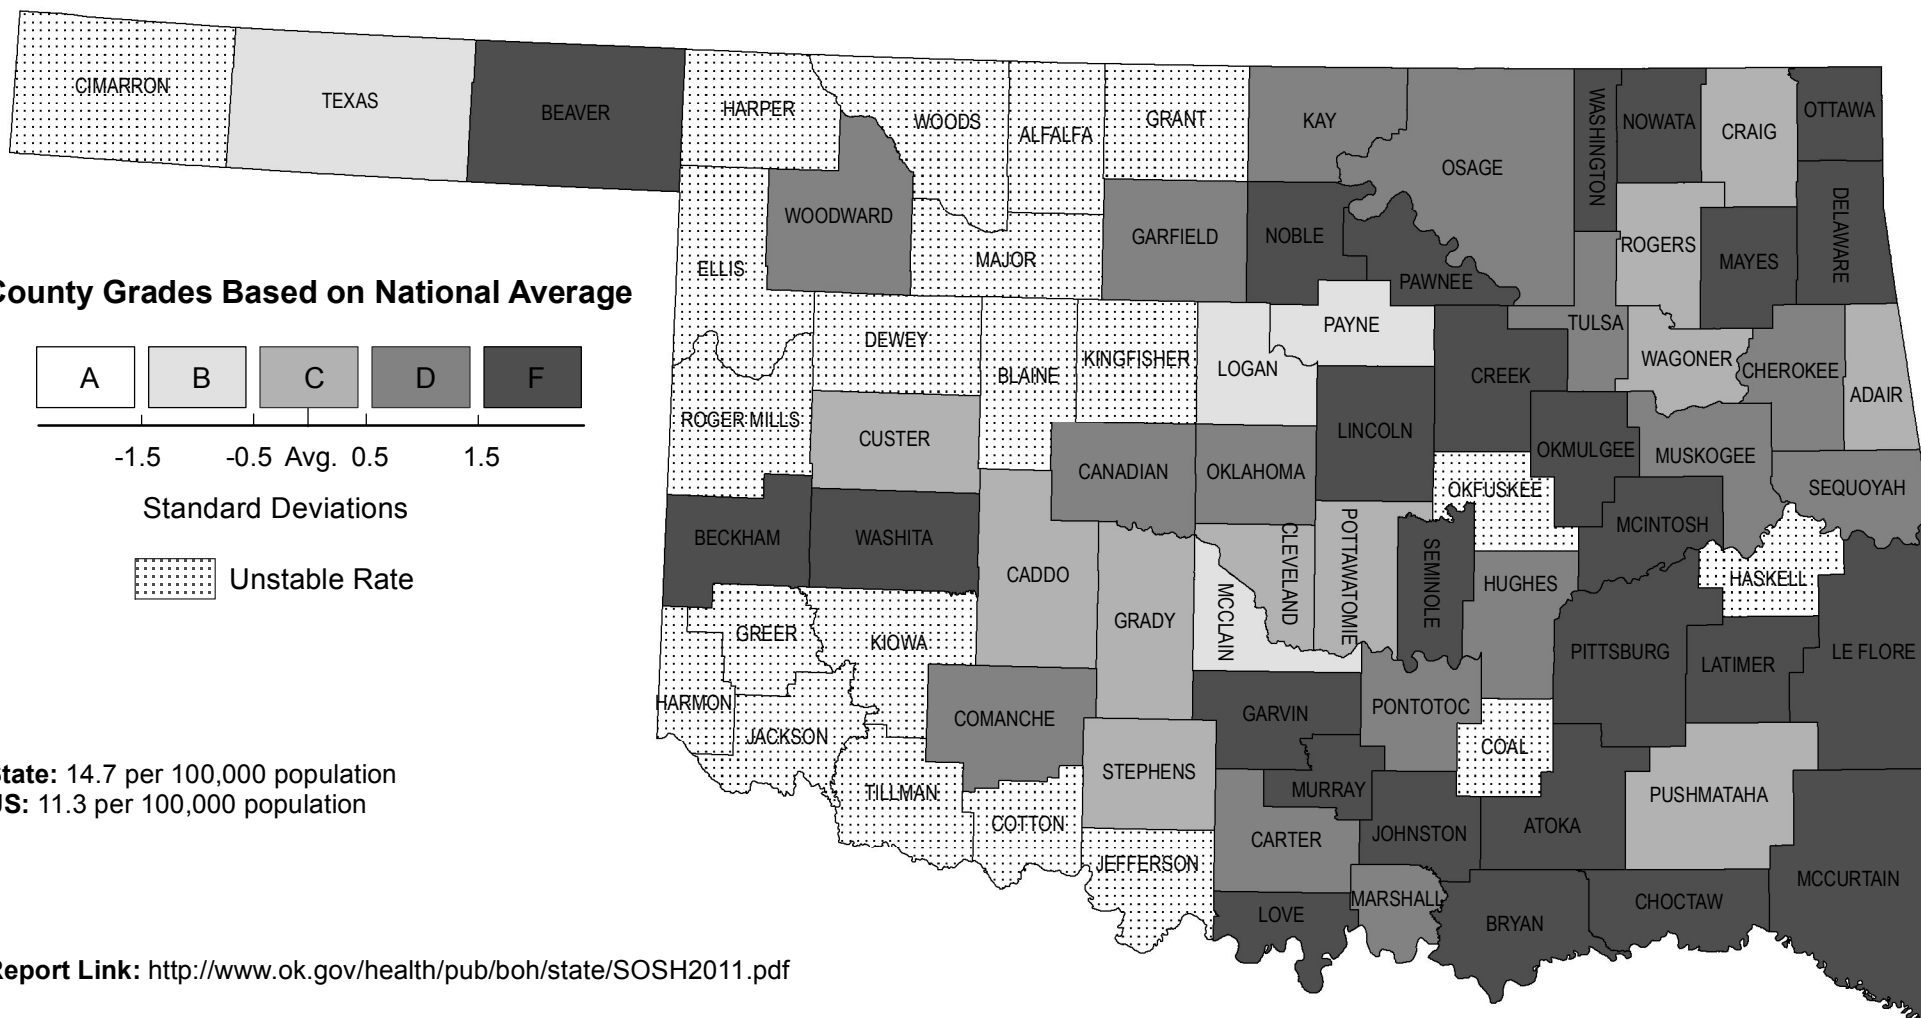 CIMARRON
TEXAS
BEAVER
HARPER
WOODS
ALFALFA
GRANT
KAY
OSAGE
WASHINGTON
NOWATA
CRAIG
OTTAWA
WOODWARD
ELLIS
MAJOR
GARFIELD
NOBLE
PAWNEE
ROGERS
MAYES
DELAWARE
County Grades Based on National Average
A B C D F
-1.5 -0.5 Avg. 0.5 1.5
Standard Deviations
Unstable Rate
DEWEY
BLAINE
KINGFISHER
LOGAN
PAYNE
CREEK
TULSA
WAGONER
CHEROKEE
ADAIR
ROGER MILLS
CUSTER
CANADIAN
OKLAHOMA
LINCOLN
OKFUSKEE
OKMULGEE
MUSKOGEE
SEQUOYAH
BECKHAM
WASHITA
CADDO
GRADY
MCCLAIN
CLEVELAND
POTTAWATOMIE
SEMINOLE
HUGHES
MCINTOSH
HASKELL
GREER
KIOWA
HARMON
JACKSON
COMANCHE
STEPHENS
GARVIN
PONTOTOC
COAL
PITTSBURG
LATIMER
LE FLORE
TILLMAN
COTTON
JEFFERSON
MURRAY
CARTER
JOHNSTON
ATOKA
PUSHMATAHA
LOVE
MARSHALL
BRYAN
CHOCTAW
MCCURTAIN
State: 14.7 per 100,000 population
US: 11.3 per 100,000 population
Report Link: http://www.ok.gov/health/pub/boh/state/SOSH2011.pdf